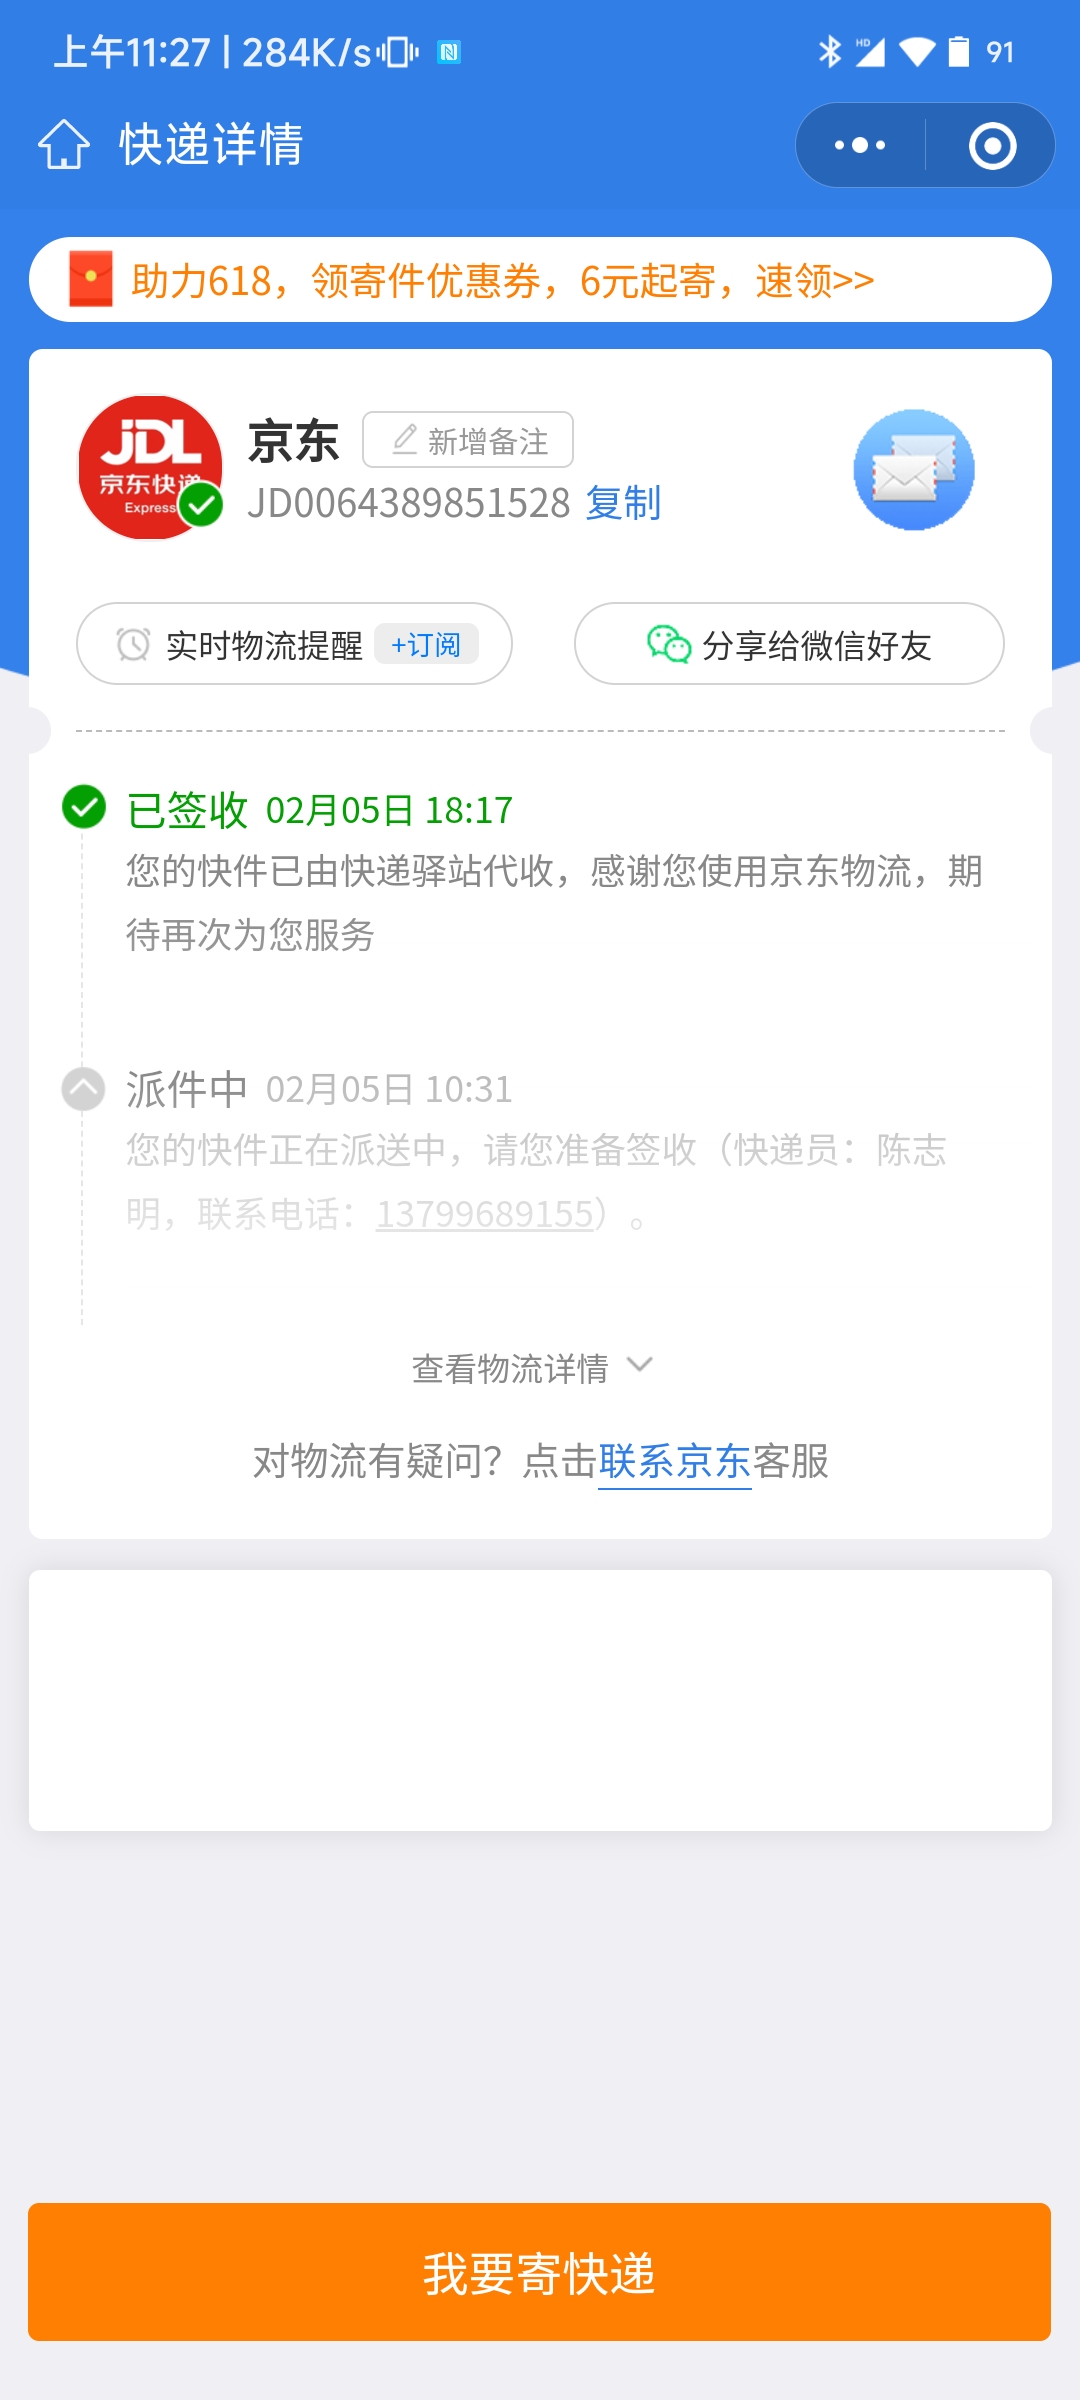 上午11:27 | 284K/s
HD
91
快递详情
助力618，领寄件优惠券，6元起寄，速领>>
JDL
京东快递
Express
京东
新增备注
JD0064389851528 复制
实时物流提醒 +订阅
分享给微信好友
已签收 02月05日 18:17
您的快件已由快递驿站代收，感谢您使用京东物流，期
待再次为您服务
派件中 02月05日 10:31
您的快件正在派送中，请您准备签收（快递员：陈志
明，联系电话：13799689155）。
查看物流详情
对物流有疑问？点击联系京东客服
我要寄快递